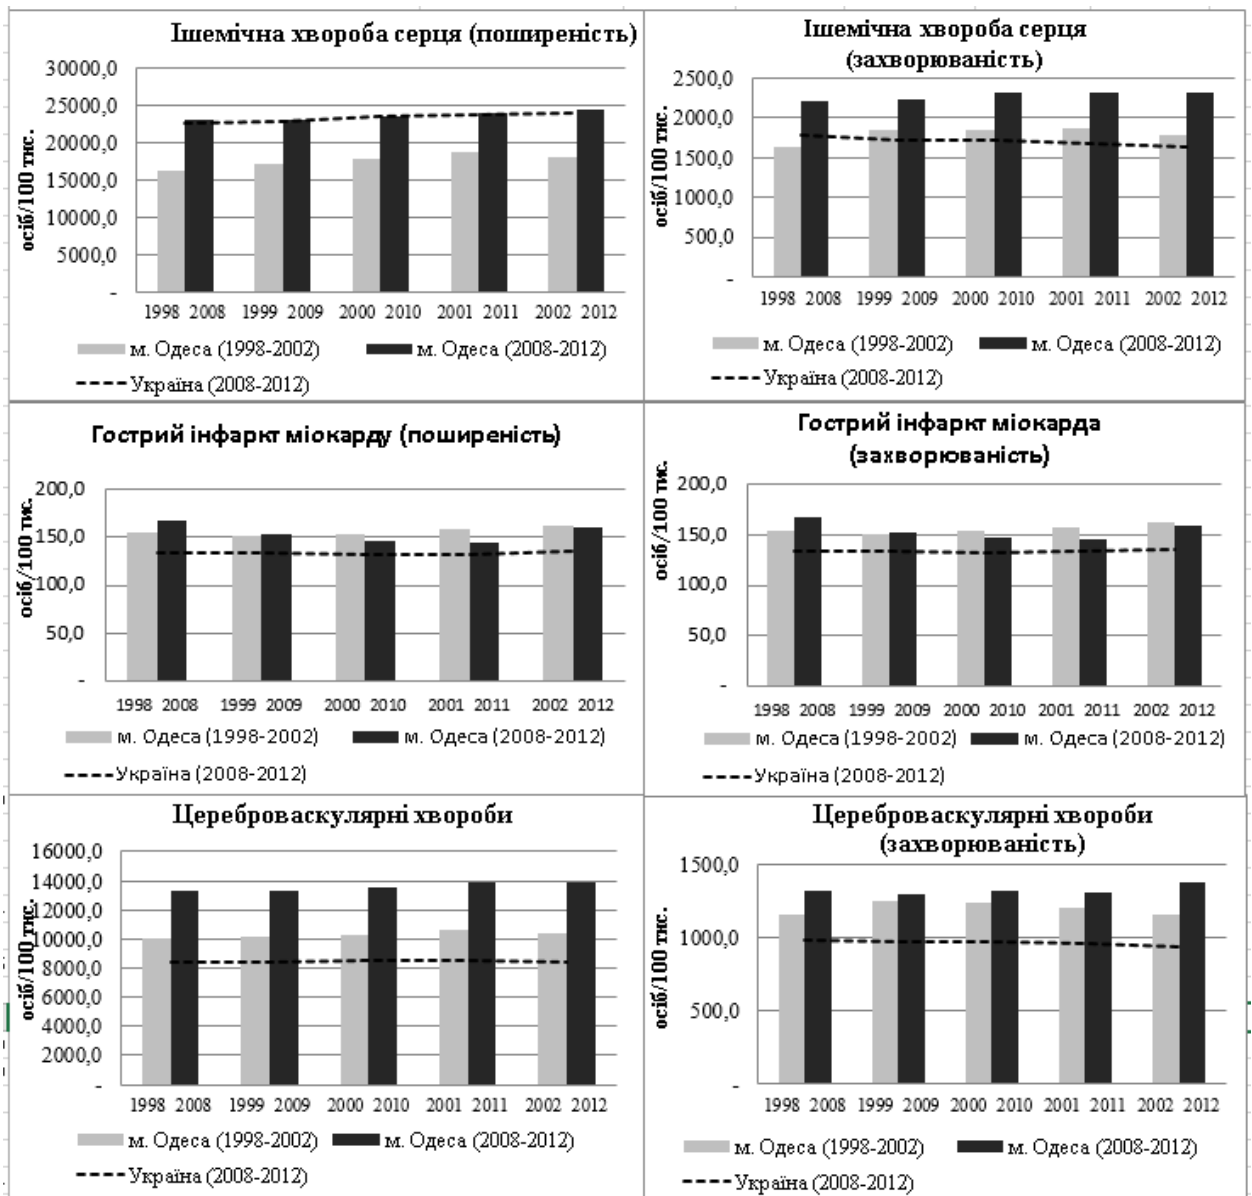 Ішемічна хвороба серця (поширеність)
осіб/100 тис.
30000,0
25000,0
20000,0
15000,0
10000,0
5000,0
-
1998 2008 1999 2009 2000 2010 2001 2011 2002 2012
м. Одеса (1998-2002) м. Одеса (2008-2012)
Україна (2008-2012)
Ішемічна хвороба серця
(захворюваність)
осіб/100 тис.
2500,0
2000,0
1500,0
1000,0
500,0
-
1998 2008 1999 2009 2000 2010 2001 2011 2002 2012
м. Одеса (1998-2002) м. Одеса (2008-2012)
Україна (2008-2012)
Гострий інфаркт міокарду (поширеність)
осіб/100 тис.
200,0
150,0
100,0
50,0
-
1998 2008 1999 2009 2000 2010 2001 2011 2002 2012
м. Одеса (1998-2002) м. Одеса (2008-2012)
Україна (2008-2012)
Гострий інфаркт міокарда
(захворюваність)
осіб/100 тис.
200,0
150,0
100,0
50,0
-
1998 2008 1999 2009 2000 2010 2001 2011 2002 2012
м. Одеса (1998-2002) м. Одеса (2008-2012)
Україна (2008-2012)
Цереброваскулярні хвороби
осіб/100 тис.
16000,0
14000,0
12000,0
10000,0
8000,0
6000,0
4000,0
2000,0
-
1998 2008 1999 2009 2000 2010 2001 2011 2002 2012
м. Одеса (1998-2002) м. Одеса (2008-2012)
Україна (2008-2012)
Цереброваскулярні хвороби
(захворюваність)
осіб/100 тис.
1500,0
1000,0
500,0
-
1998 2008 1999 2009 2000 2010 2001 2011 2002 2012
м. Одеса (1998-2002) м. Одеса (2008-2012)
Україна (2008-2012)